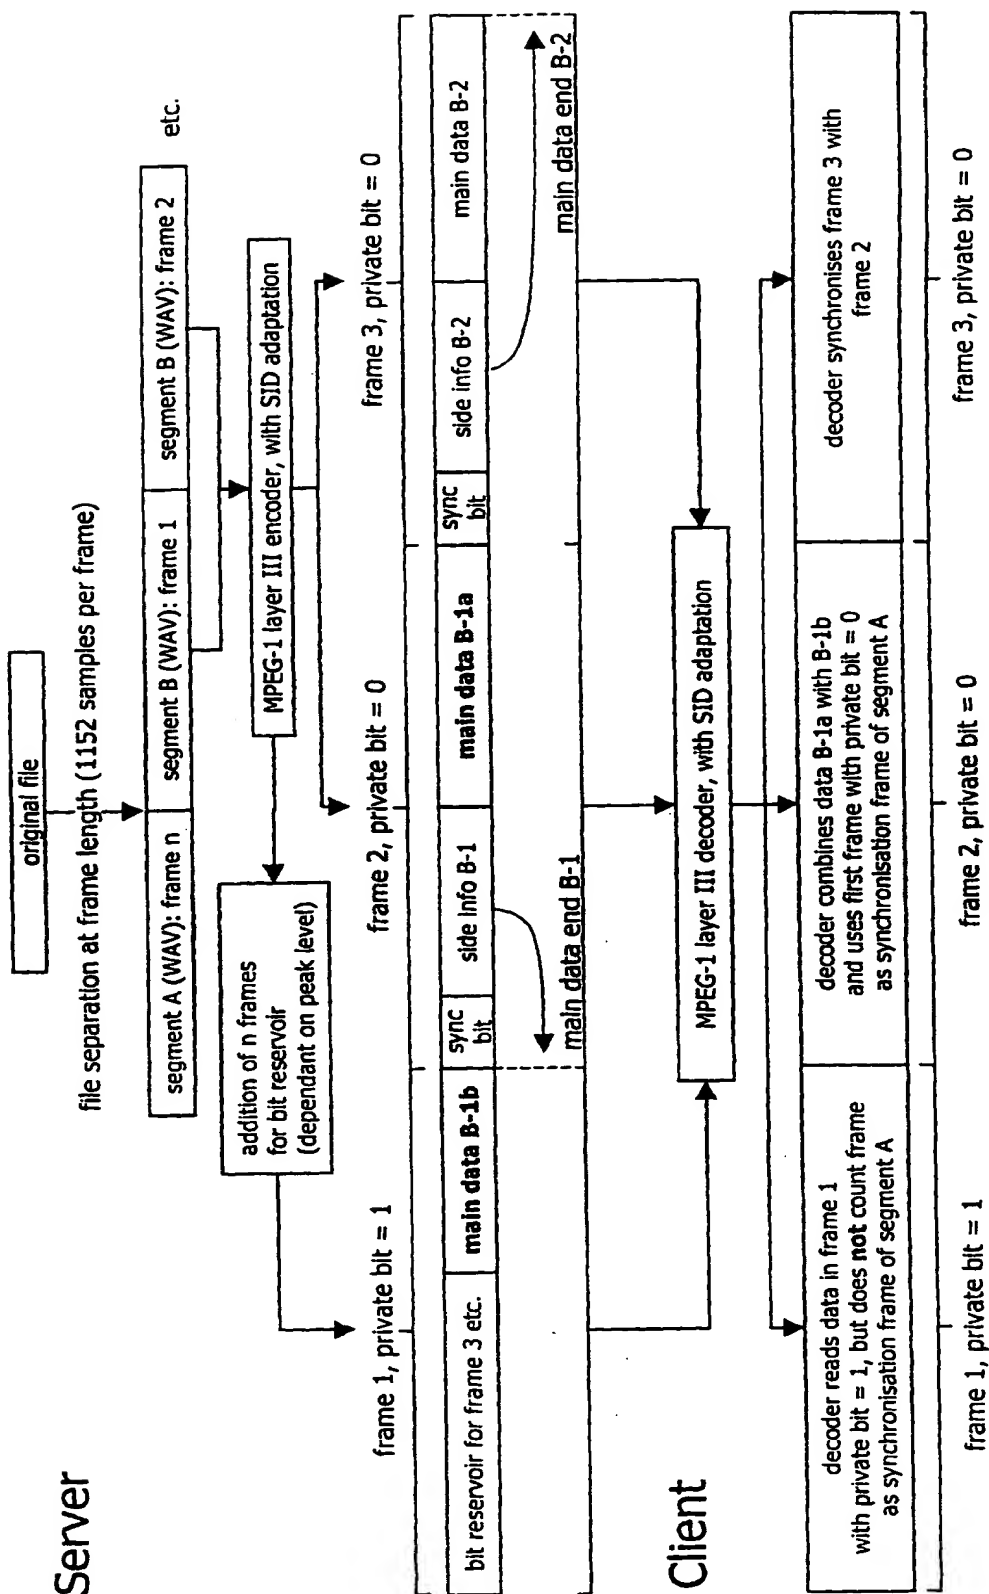 Server
original file
file separation at frame length (1152 samples per frame)
segment A (WAV): frame n
segment B (WAV): frame 1
segment B (WAV): frame 2
etc.
addition of n frames
for bit reservoir
(dependant on peak level)
MPEG-1 layer III encoder, with SID adaptation
frame 1, private bit = 1
frame 2, private bit = 0
frame 3, private bit = 0
bit reservoir for frame 3 etc.
main data B-1b
sync
bit
side info B-1
main data B-1a
sync
bit
side info B-2
main data B-2
main data end B-1
main data end B-2
Client
MPEG-1 layer III decoder, with SID adaptation
decoder reads data in frame 1
with private bit = 1, but does not count frame
as synchronisation frame of segment A
decoder combines data B-1a with B-1b
and uses first frame with private bit = 0
as synchronisation frame of segment A
decoder synchronises frame 3 with
frame 2
frame 1, private bit = 1
frame 2, private bit = 0
frame 3, private bit = 0